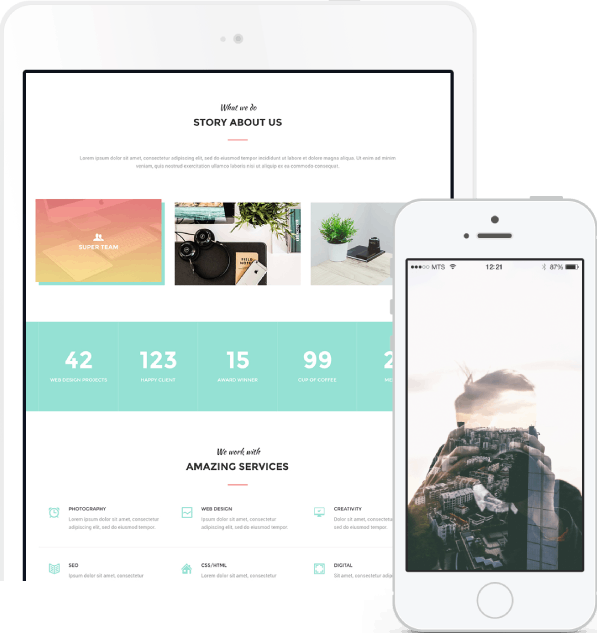 What we do
STORY ABOUT US
Lorem ipsum dolor sit amet, consectetur adipiscing elit, sed do eiusmod tempor incididunt ut labore et dolore magna aliqua. Ut enim ad minim
veniam, quis nostrud exercitation ullamco laboris nisi ut aliquip ex ea commodo consequat.
SUPER TEAM
FIELD NOTES
42
WEB DESIGN PROJECTS
123
HAPPY CLIENT
15
AWARD WINNER
99
CUP OF COFFEE
2
We work with
AMAZING SERVICES
PHOTOGRAPHY
Lorem ipsum dolor sit amet, consectetur
adipiscing elit, sed do eiusmod tempor.
WEB DESIGN
Ipsum dolor sit amet, consectetur
adipiscing elit, sed do eiusmod tempor.
CREATIVITY
Dolor sit amet, consectetur
adipiscing elit, sed do eiusmod
SEO
Ipsum dolor sit amet, consectetur
CSS/HTML
Lorem ipsum dolor sit amet, consectetur
DIGITAL
Sit amet, consectetur adipiscing
MTS
12:21
87%